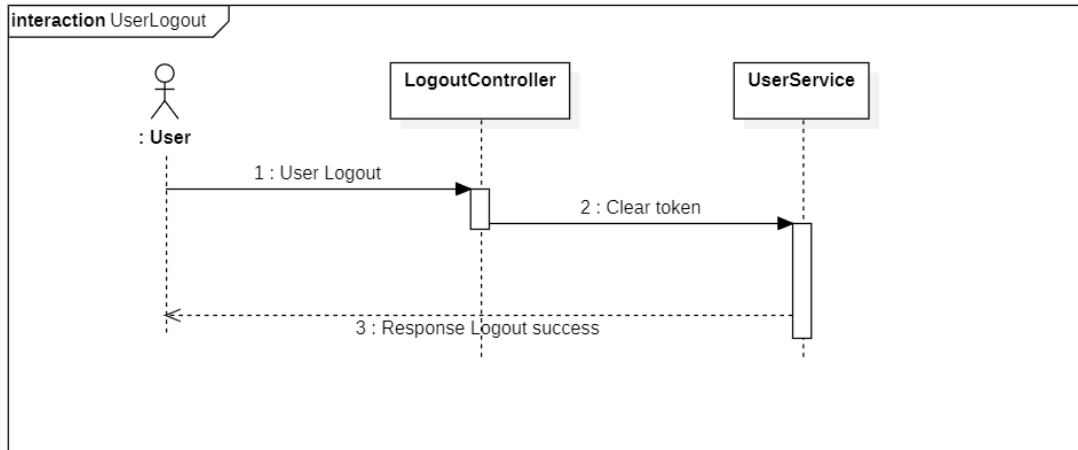 interaction UserLogout
LogoutController
UserService
: User
1 : User Logout
2 : Clear token
3 : Response Logout success